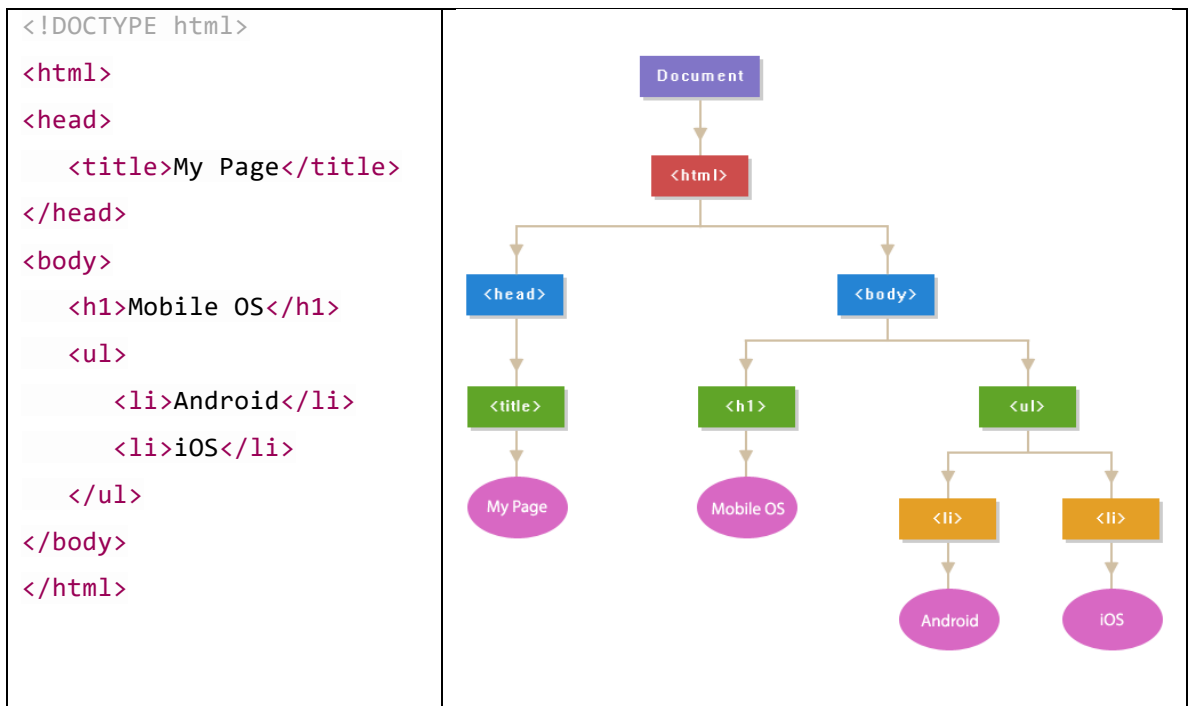 <!DOCTYPE html>
<html>
<head>
<title>My Page</title>
</head>
<body>
<h1>Mobile OS</h1>
<ul>
<li>Android</li>
<li>iOS</li>
</ul>
</body>
</html>
Document
<html>
<head>
<body>
<title>
<h1>
<ul>
My Page
Mobile OS
<li>
<li>
Android
iOS